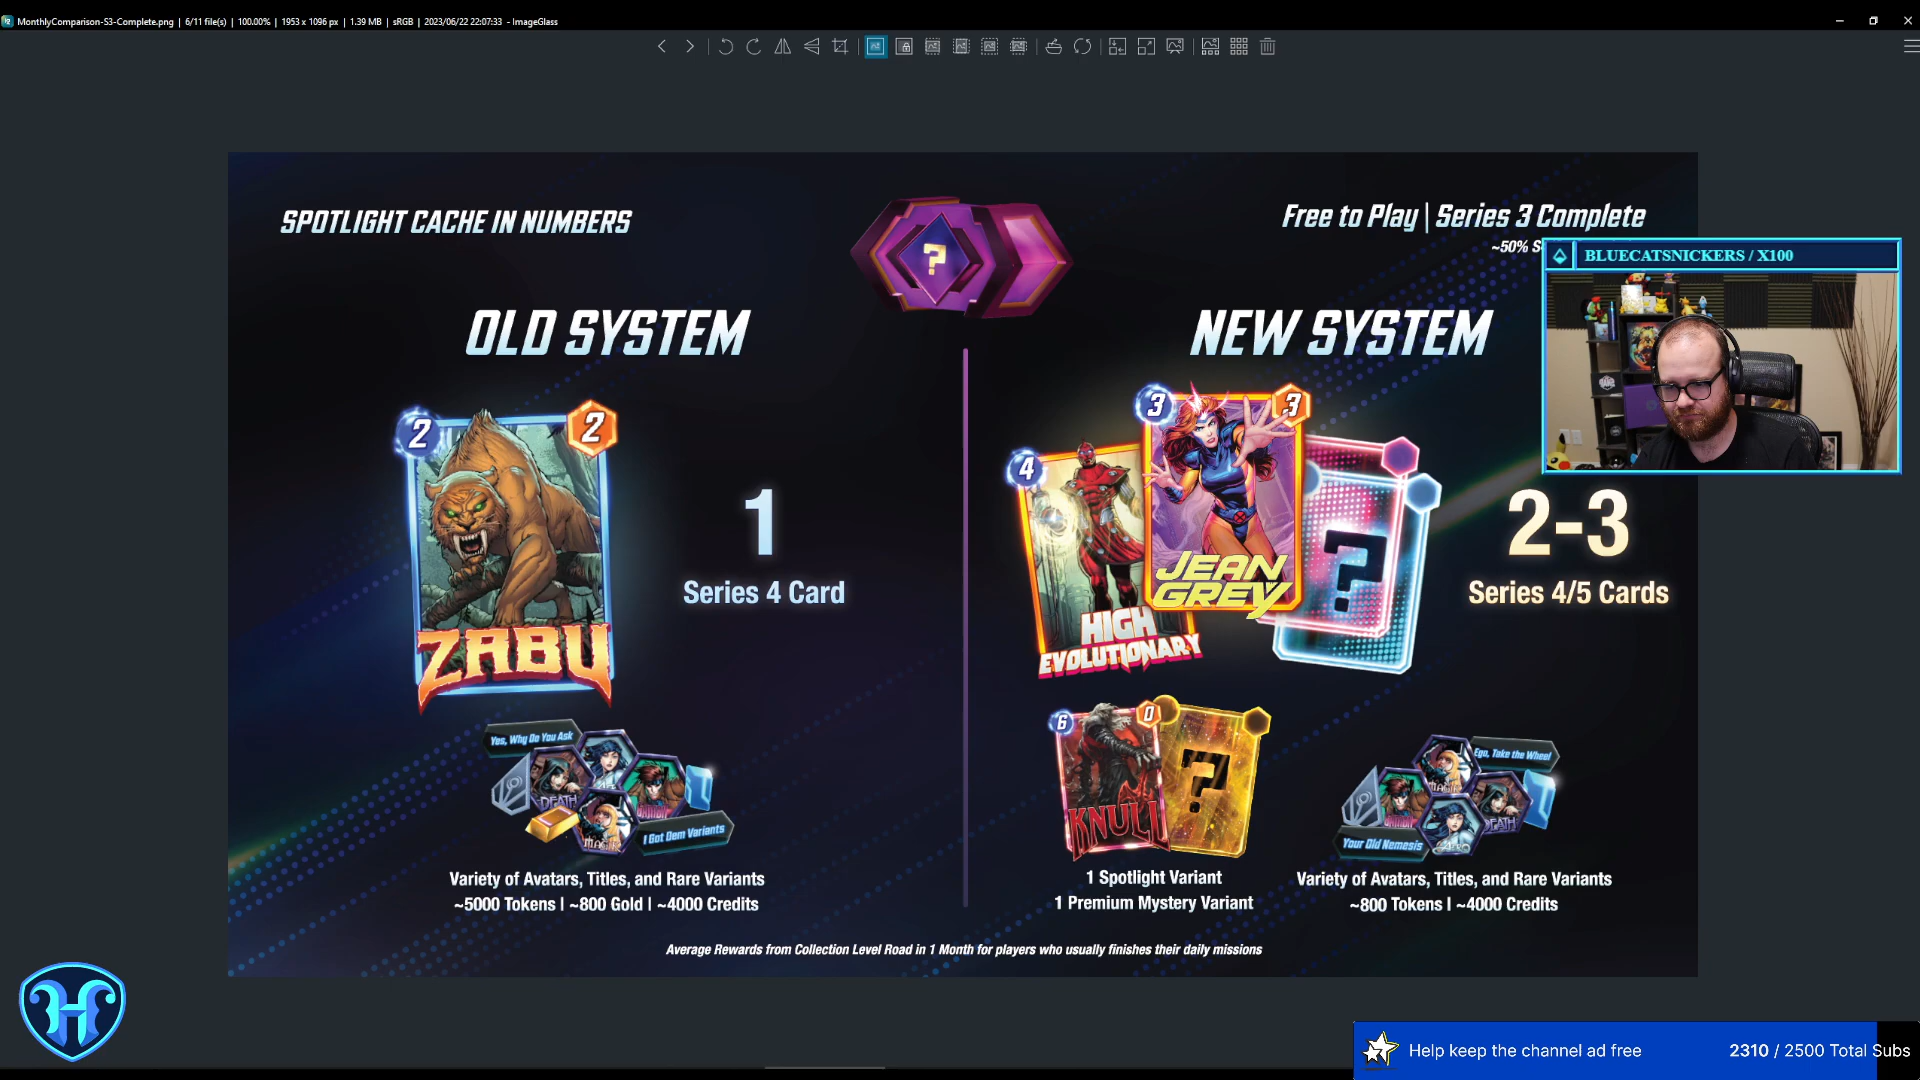 MonthlyComparison-S3-Complete.png | 6/11 file(s) | 100.00% | 1953 x 1096 px | 1.39 MB | sRGB | 2023/06/22 22:07:33 - ImageGlass
SPOTLIGHT CACHE IN NUMBERS
?
Free to Play | Series 3 Complete
~50% S
BLUECATSNICKERS / X100
OLD SYSTEM
NEW SYSTEM
2
2
ZABU
1
Series 4 Card
4
HIGH
EVOLUTIONARY
3
3
JEAN
GREY
?
2-3
Series 4/5 Cards
Yes, Why Do You Ask
DEATH
MAGIK
I Got Dem Variants
Variety of Avatars, Titles, and Rare Variants
~5000 Tokens | ~800 Gold | ~4000 Credits
6
0
KNULL
?
1 Spotlight Variant
1 Premium Mystery Variant
Ego, Take the Wheel
DEATH
Your Old Nemesis
Variety of Avatars, Titles, and Rare Variants
~800 Tokens | ~4000 Credits
Average Rewards from Collection Level Road in 1 Month for players who usually finishes their daily missions
H
7
Help keep the channel ad free
2310 / 2500 Total Subs